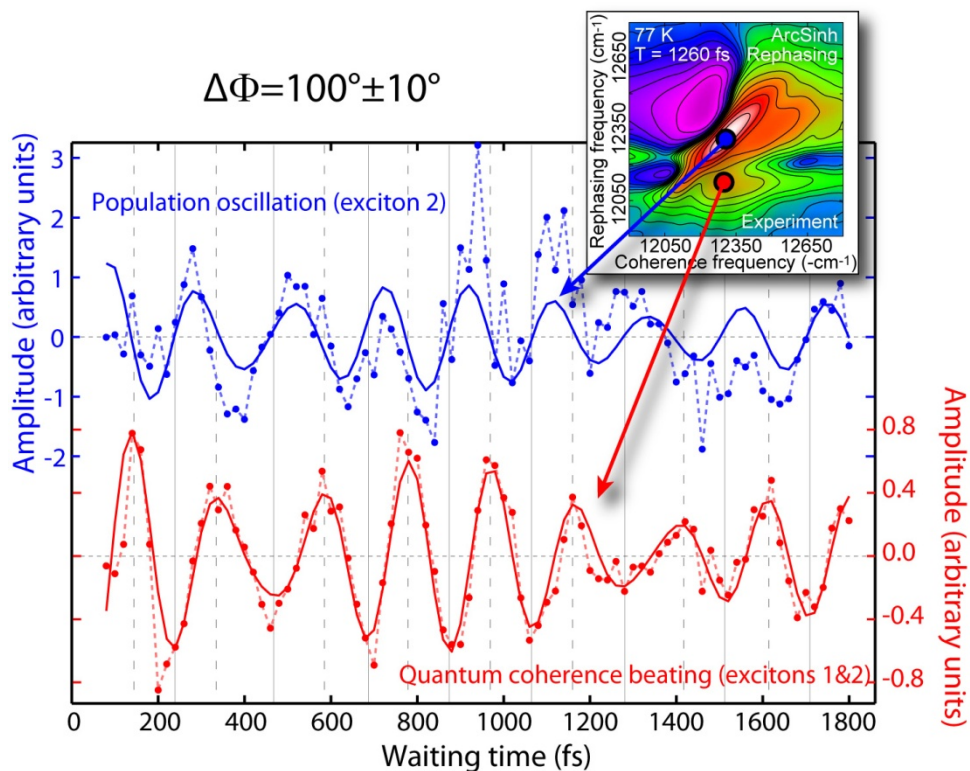 ΔΦ=100°±10°
77 K
T = 1260 fs
ArcSinh
Rephasing
Experiment
Rephasing frequency (cm-1)
12650
12350
12050
12050 12350 12650
Coherence frequency (-cm-1)
Population oscillation (exciton 2)
Amplitude (arbitrary units)
3
2
1
0
-1
-2
Quantum coherence beating (excitons 1&2)
Amplitude (arbitrary units)
0.8
0.4
0.0
-0.4
-0.8
0 200 400 600 800 1000 1200 1400 1600 1800
Waiting time (fs)